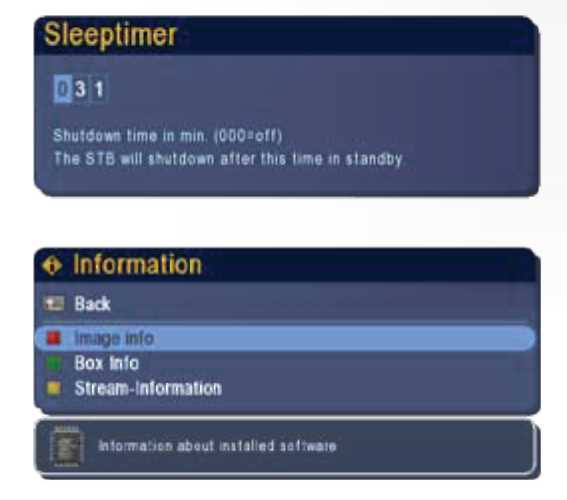 Sleeptimer
031
Shutdown time in min. (000=off)
The STB will shutdown after this time in standby.
Information
Back
Image info
Box Info
Stream-Information
Information about installed software